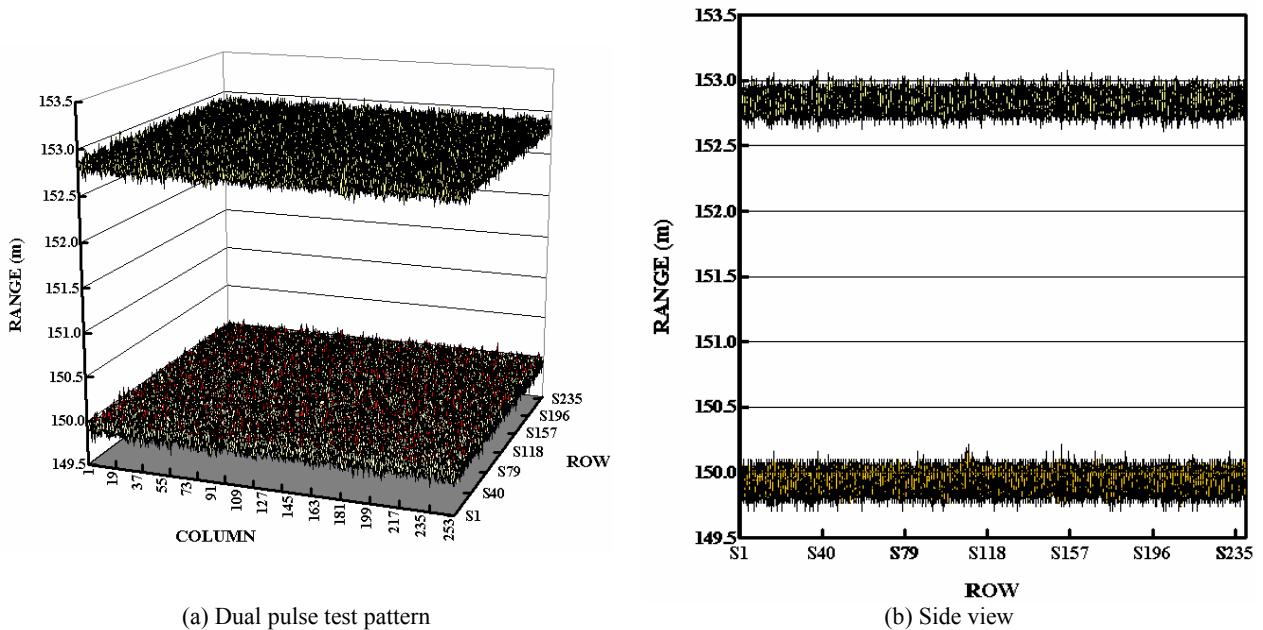 153.5
153.0
152.5
152.0
151.5
151.0
150.5
150.0
149.5
RANGE (m)
1
19
37
55
73
91
109
127
145
163
181
199
217
235
253
COLUMN
S1
S40
S79
S118
S157
S196
S235
ROW
(a) Dual pulse test pattern
153.5
153.0
152.5
152.0
151.5
151.0
150.5
150.0
149.5
RANGE (m)
S1 S40 S79 S118 S157 S196 S235
ROW
(b) Side view